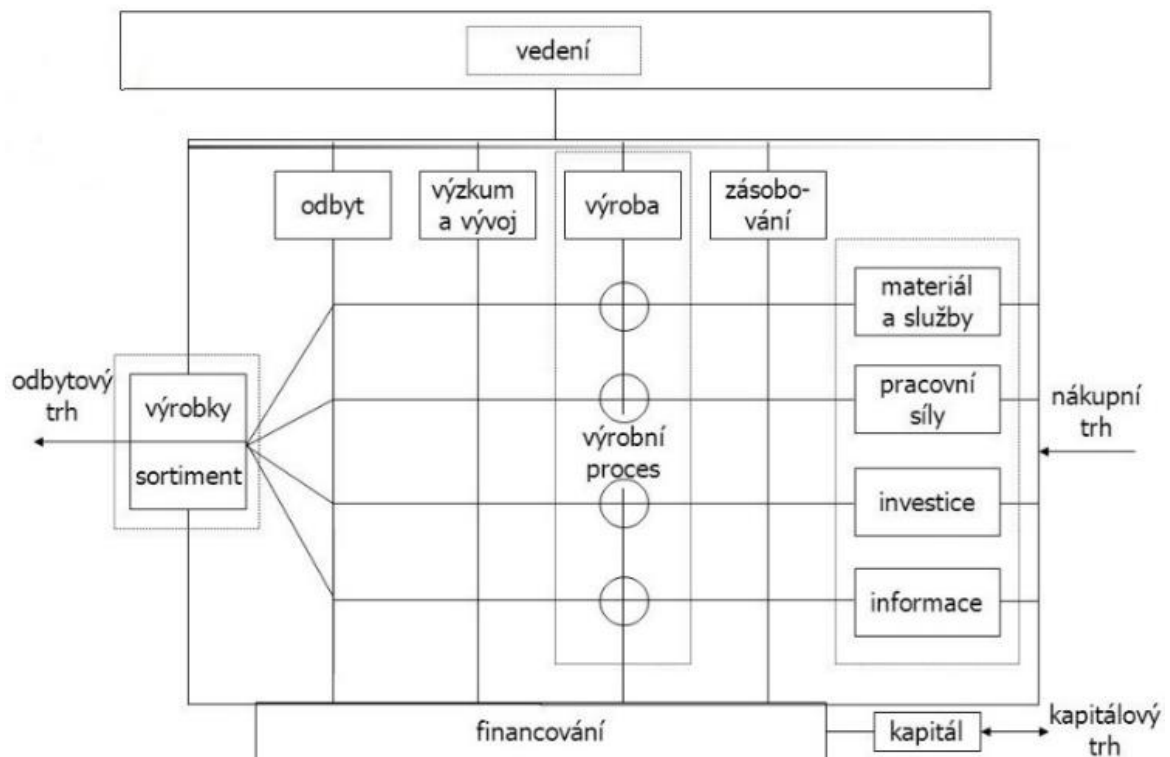 vedení
odbyt
výzkum
a vývoj
výroba
zásobo-
vání
materiál
a služby
odbytový
trh
výrobky
sortiment
pracovní
síly
nákupní
trh
výrobní
proces
investice
informace
financování
kapitál
kapitálový
trh